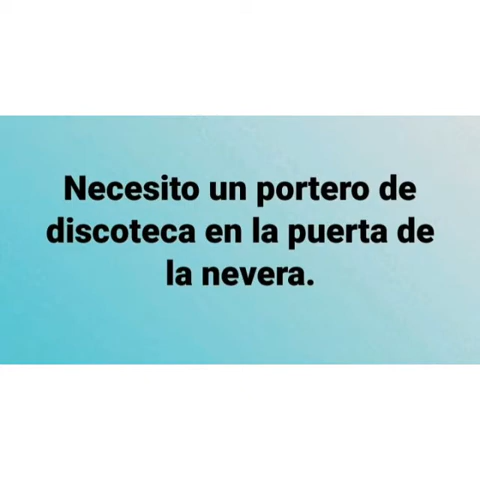 Necesito un portero de
discoteca en la puerta de
la nevera.